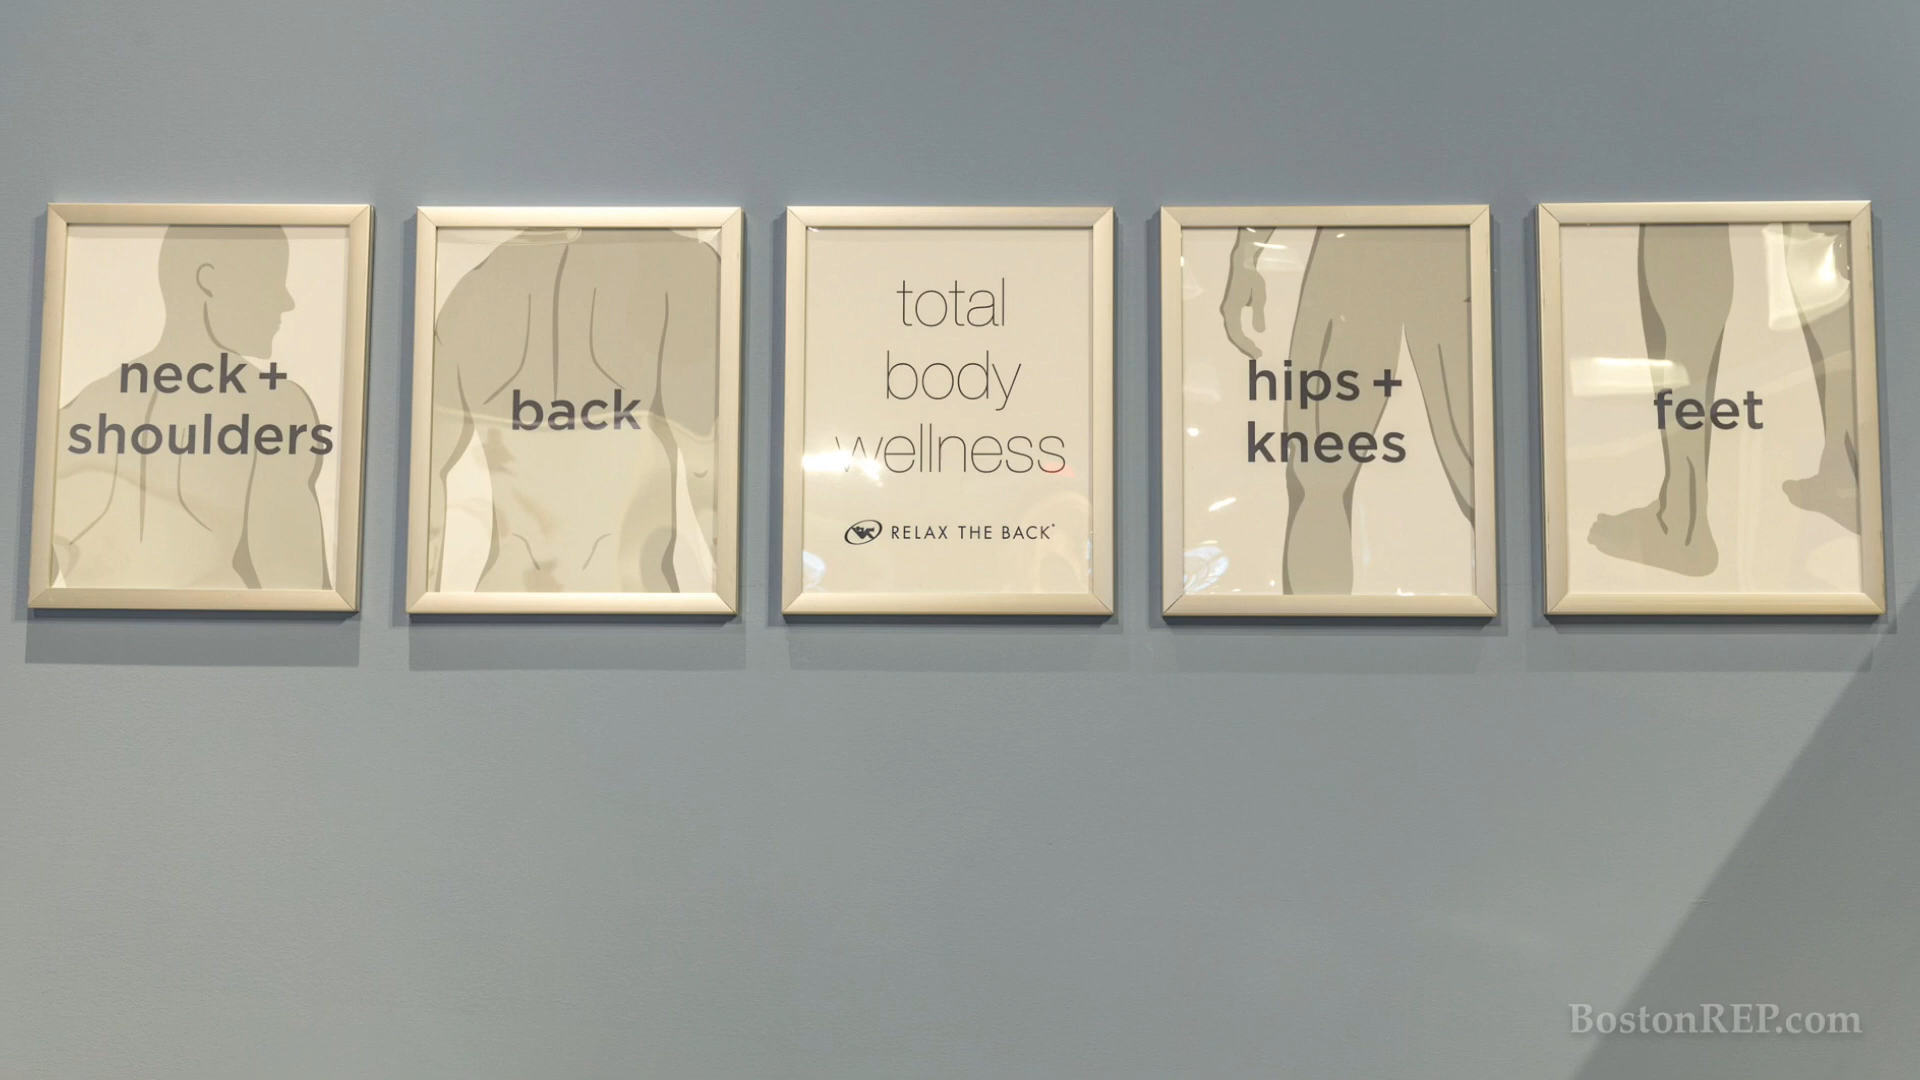 neck +
shoulders
back
total
body
wellness
RELAX THE BACK
hips +
knees
feet
BostonREP.com